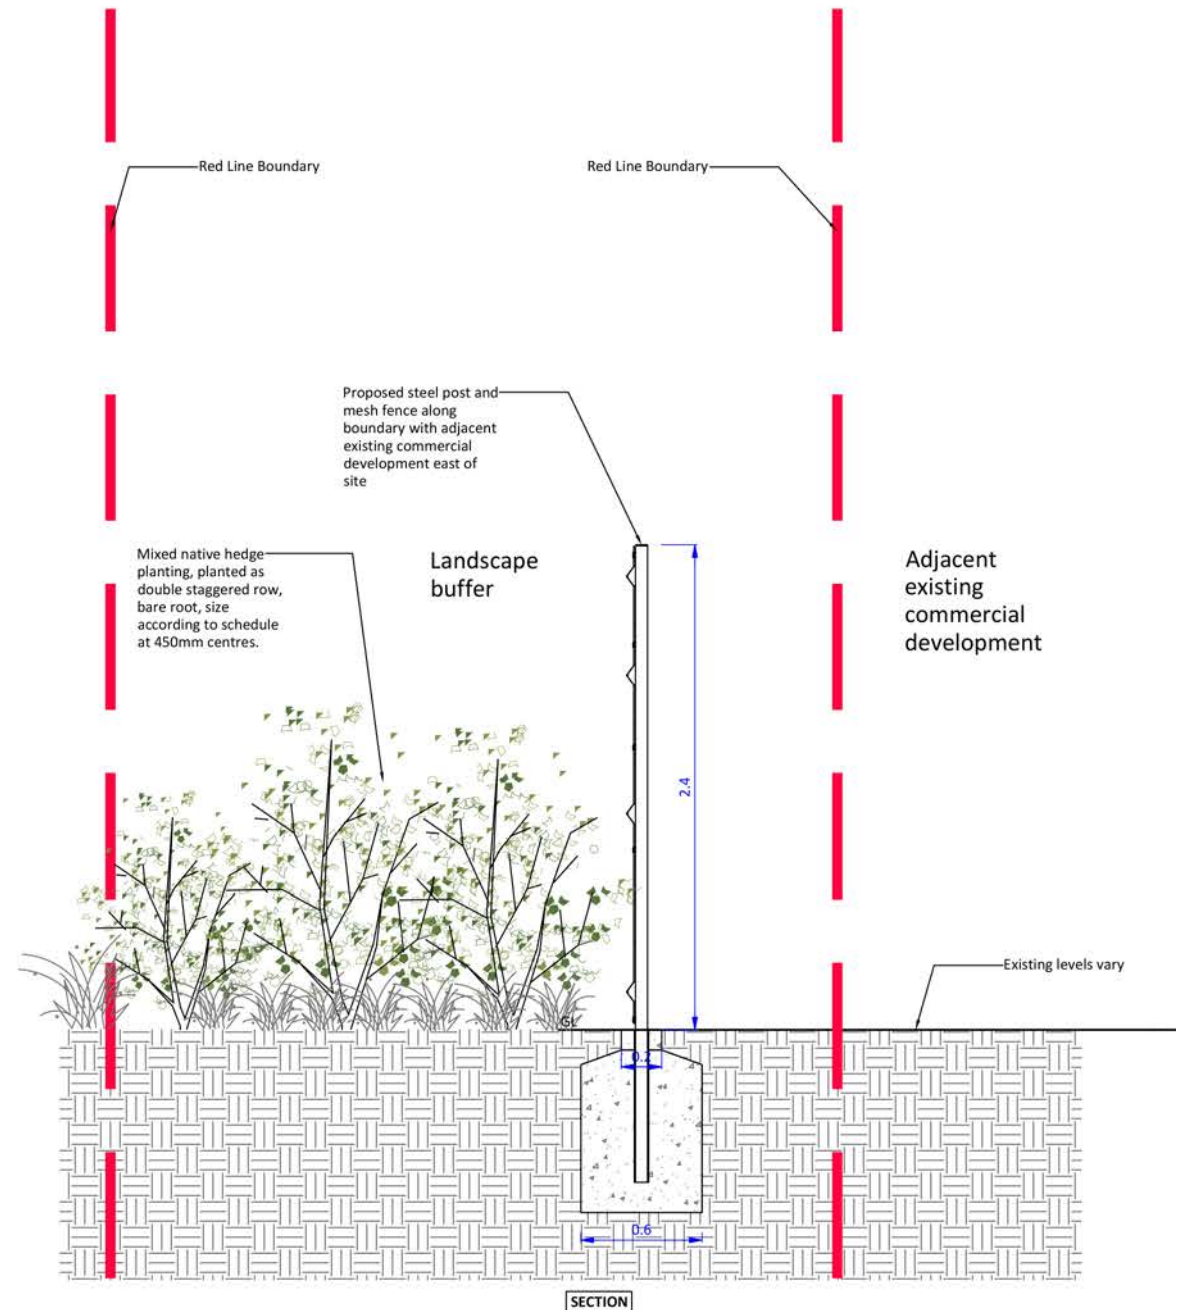 Red Line Boundary
Red Line Boundary
Proposed steel post and
mesh fence along
boundary with adjacent
existing commercial
development east of
site
Mixed native hedge
planting, planted as
double staggered row,
bare root, size
according to schedule
at 450mm centres.
Landscape
buffer
Adjacent
existing
commercial
development
2.4
Existing levels vary
GL
0.2
0.6
SECTION